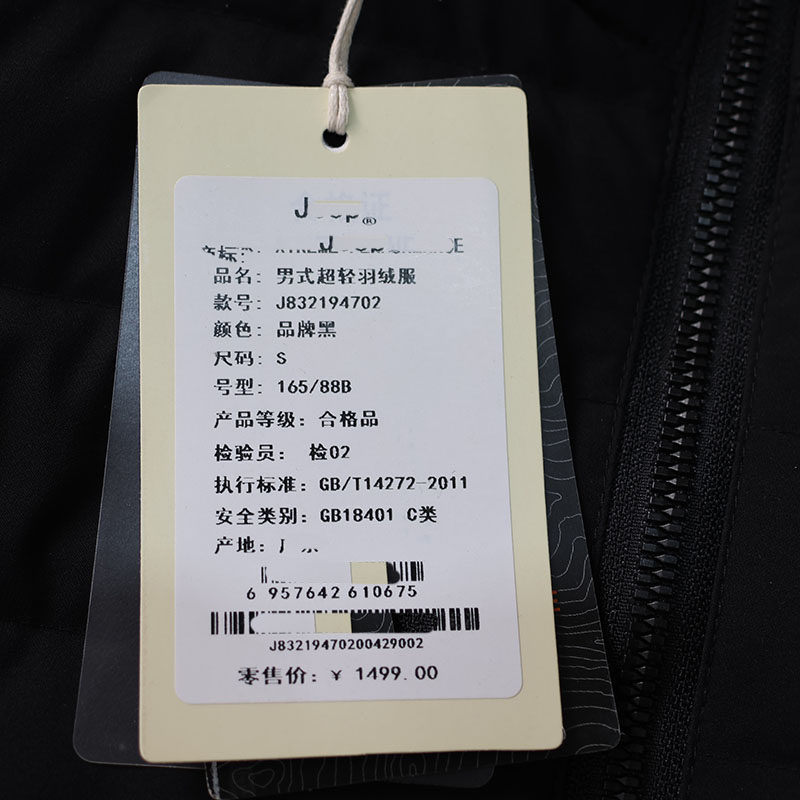 品名：男式超轻羽绒服
款号：J832194702
颜色：品牌黑
尺码：S
号型：165/88B
产品等级：合格品
检验员：检02
执行标准：GB/T14272-2011
安全类别：GB18401 C类
产地：
6 957642 610675
J83219470200429002
零售价：¥ 1499.00